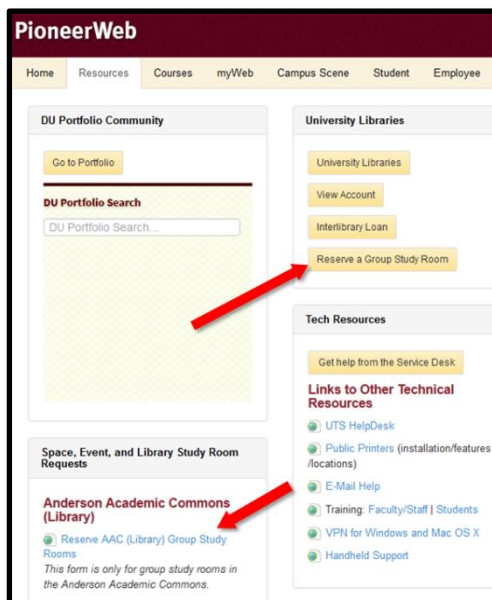 PioneerWeb
Home Resources Courses myWeb Campus Scene Student Employee
DU Portfolio Community
Go to Portfolio
DU Portfolio Search
DU Portfolio Search...
Space, Event, and Library Study Room
Requests
Anderson Academic Commons
(Library)
Reserve AAC (Library) Group Study
Rooms
This form is only for group study rooms in
the Anderson Academic Commons.
University Libraries
University Libraries
View Account
Interlibrary Loan
Reserve a Group Study Room
Tech Resources
Get help from the Service Desk
Links to Other Technical
Resources
UTS HelpDesk
Public Printers (installation/features
/locations)
E-Mail Help
Training: Faculty/Staff | Students
VPN for Windows and Mac OS X
Handheld Support